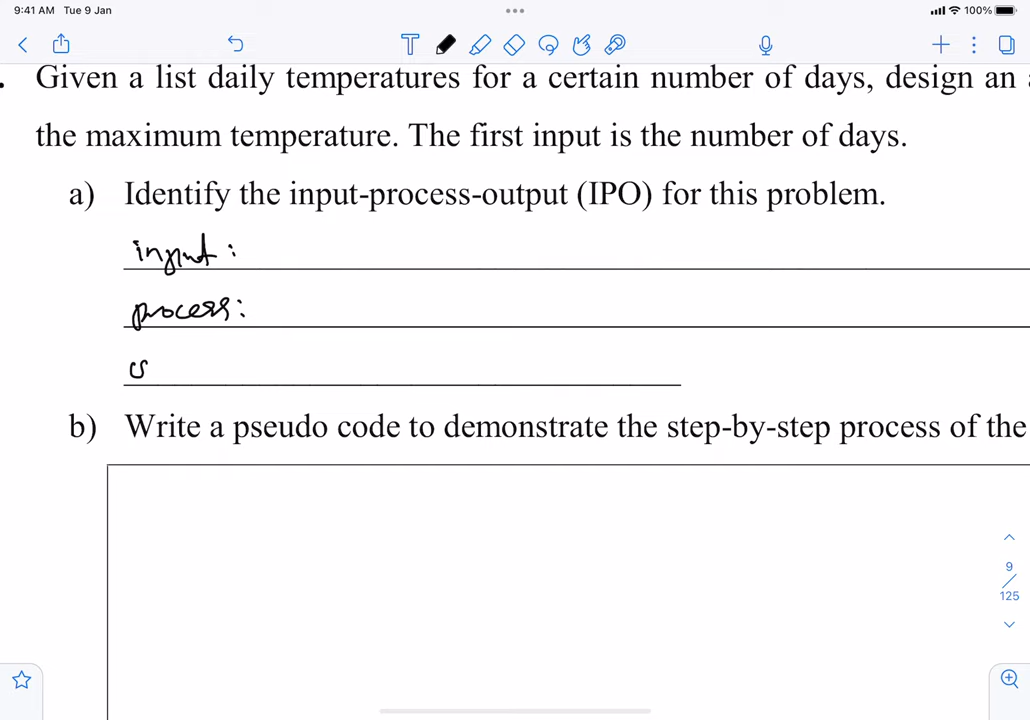 9:41 AM Tue 9 Jan
100%
. Given a list daily temperatures for a certain number of days, design an
the maximum temperature. The first input is the number of days.
a) Identify the input-process-output (IPO) for this problem.
input:
process:
b) Write a pseudo code to demonstrate the step-by-step process of the
9
125